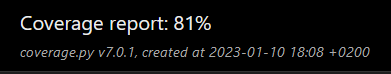 Coverage report: 81%
coverage.py v7.0.1, created at 2023-01-10 18:08 +0200